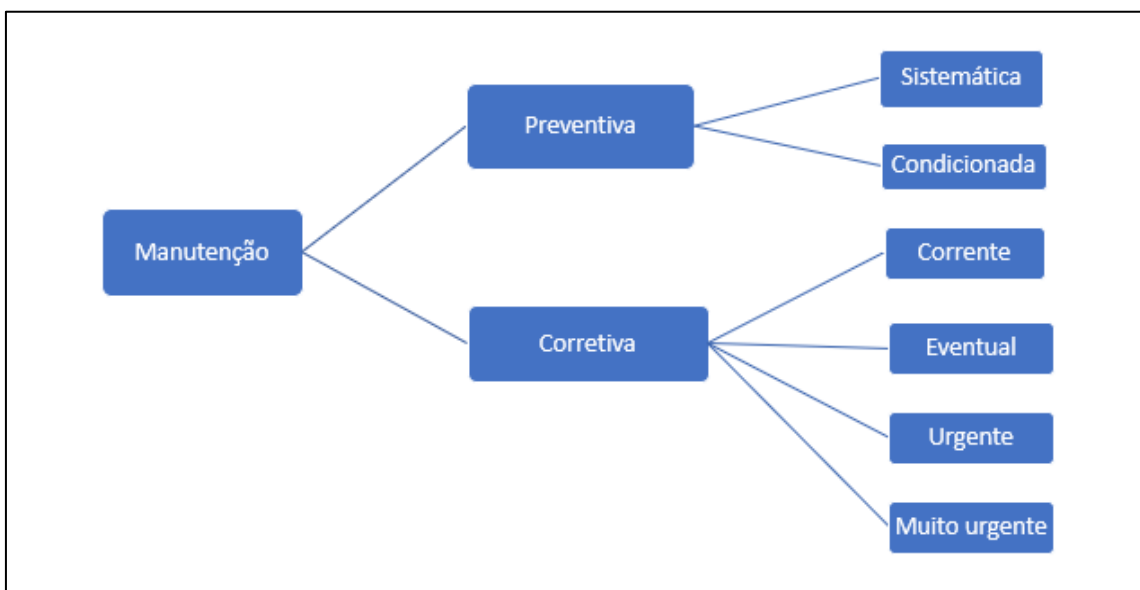 Manutenção
Preventiva
Sistemática
Condicionada
Corretiva
Corrente
Eventual
Urgente
Muito urgente